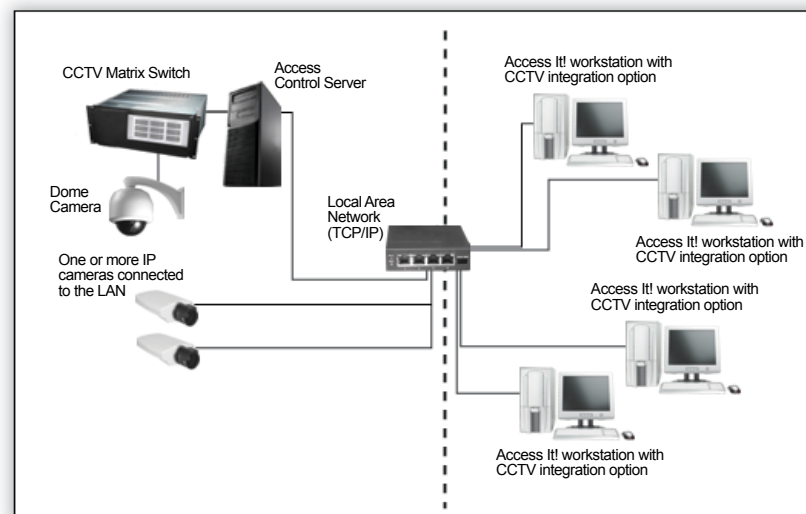 CCTV Matrix Switch
Access
Control Server
Dome
Camera
One or more IP
cameras connected
to the LAN
Local Area
Network
(TCP/IP)
Access It! workstation with
CCTV integration option
Access It! workstation with
CCTV integration option
Access It! workstation with
CCTV integration option
Access It! workstation with
CCTV integration option